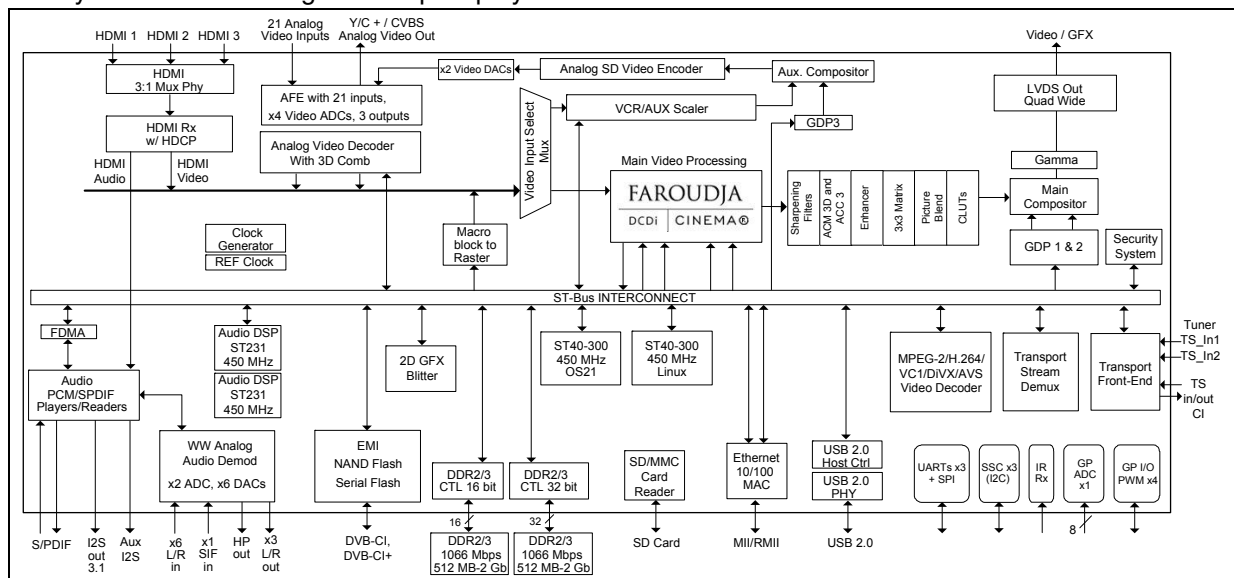 HDMI 1 HDMI 2 HDMI 3
21 Analog
Video Inputs
Y/C + / CVBS
Analog Video Out
Video / GFX
HDMI
3:1 Mux Phy
AFE with 21 inputs,
x4 Video ADCs, 3 outputs
x2 Video DACs
Analog SD Video Encoder
Aux. Compositor
LVDS Out
Quad Wide
HDMI Rx
w/ HDCP
Analog Video Decoder
With 3D Comb
Video Input Select
Mux
VCR/AUX Scaler
GDP3
Gamma
HDMI
Audio
HDMI
Video
Main Video Processing
FAROUDJA
DCDi CINEMA®
Sharpening
Filters
ACM 3D and
ACC 3
Enhancer
3x3 Matrix
Picture
Blend
CLUTs
Main
Compositor
Clock
Generator
REF Clock
Macro
block to
Raster
GDP 1 & 2
Security
System
ST-Bus INTERCONNECT
FDMA
Audio DSP
ST231
450 MHz
Audio DSP
ST231
450 MHz
2D GFX
Blitter
ST40-300
450 MHz
OS21
ST40-300
450 MHz
Linux
MPEG-2/H.264/
VC1/DiVX/AVS
Video Decoder
Transport
Stream
Demux
Transport
Front-End
Tuner
TS_In1
TS_In2
TS
in/out
CI
Audio
PCM/SPDIF
Players/Readers
WW Analog
Audio Demod
x2 ADC, x6 DACs
EMI
NAND Flash
Serial Flash
DDR2/3
CTL 16 bit
DDR2/3
CTL 32 bit
SD/MMC
Card
Reader
Ethernet
10/100
MAC
USB 2.0
Host Ctrl
USB 2.0
PHY
UARTs x3
+ SPI
SSC x3
(I2C)
IR
Rx
GP
ADC
x1
GP I/O
PWM x4
16
32
8
S/PDIF
I2S
out
3.1
Aux
I2S
x6
L/R
in
x1
SIF
in
HP
out
x3
L/R
out
DVB-CI,
DVB-CI+
DDR2/3
1066 Mbps
512 MB-2 Gb
DDR2/3
1066 Mbps
512 MB-2 Gb
SD Card
MII/RMII
USB 2.0